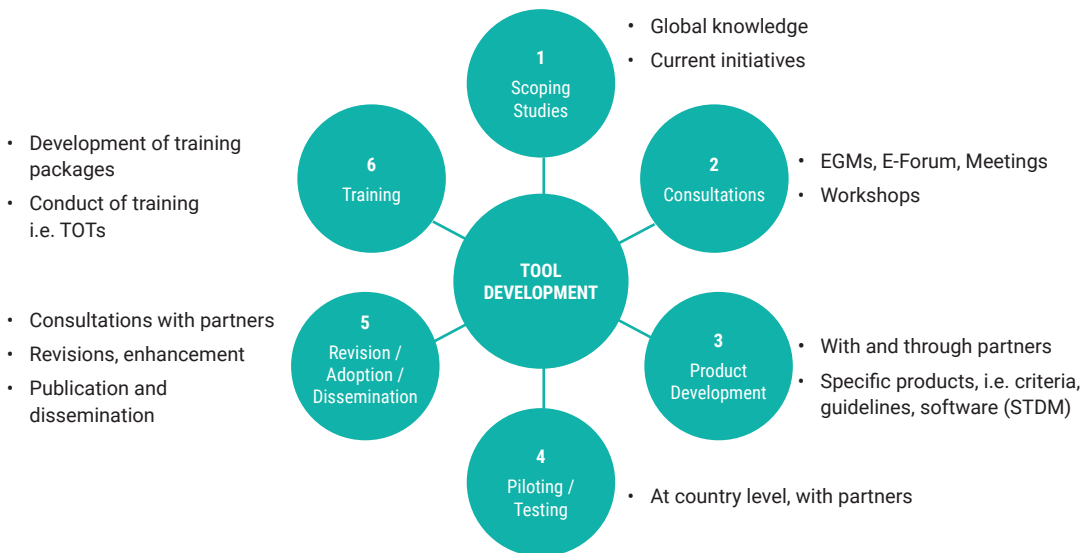 1
Scoping
Studies
• Global knowledge
• Current initiatives
2
Consultations
• EGMs, E-Forum, Meetings
• Workshops
3
Product
Development
• With and through partners
• Specific products, i.e. criteria,
guidelines, software (STDM)
4
Piloting /
Testing
• At country level, with partners
5
Revision /
Adoption /
Dissemination
• Consultations with partners
• Revisions, enhancement
• Publication and
dissemination
6
Training
• Development of training
packages
• Conduct of training
i.e. TOTs
TOOL
DEVELOPMENT